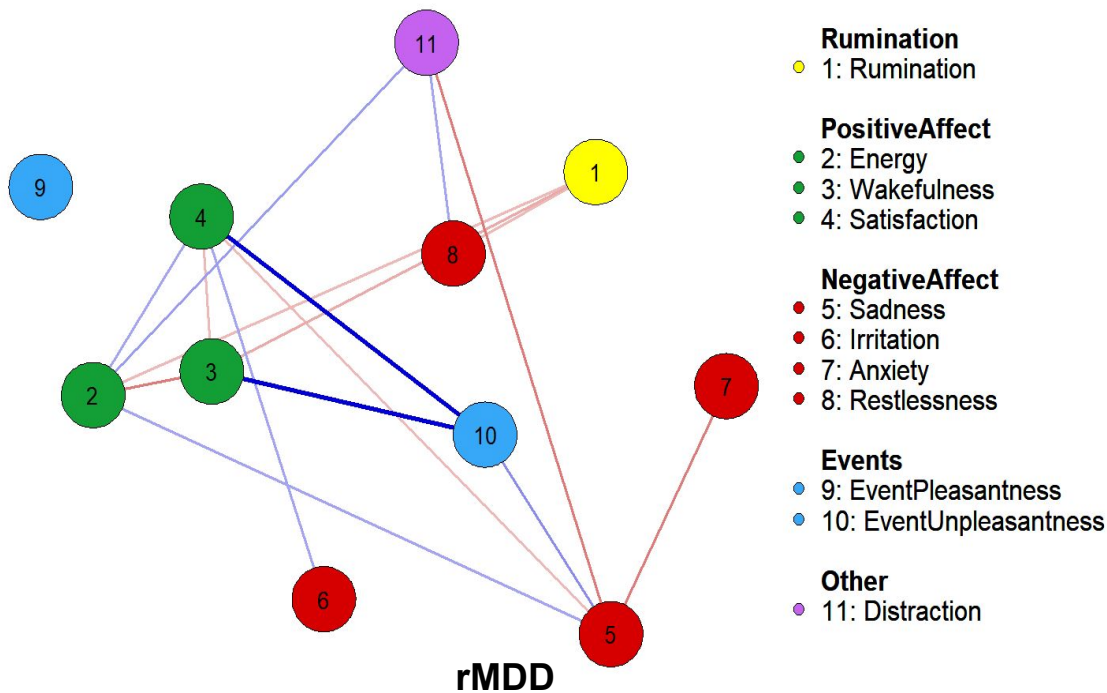 11
1
9
4
8
3
2
7
10
6
5
rMDD
Rumination
1: Rumination
PositiveAffect
2: Energy
3: Wakefulness
4: Satisfaction
NegativeAffect
5: Sadness
6: Irritation
7: Anxiety
8: Restlessness
Events
9: EventPleasantness
10: EventUnpleasantness
Other
11: Distraction